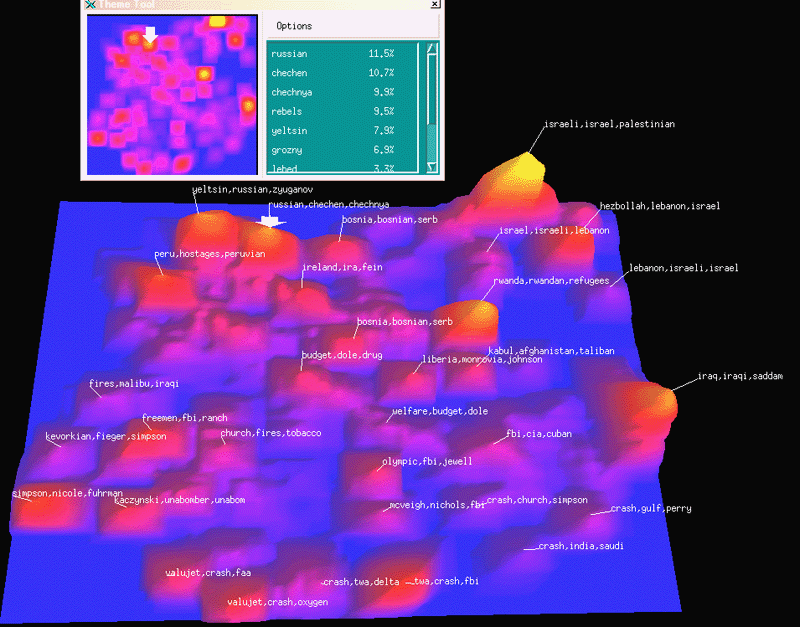 Theme Tool
Options
russian 11.5%
chechen 10.7%
chechnya 9.9%
rebels 9.5%
yeltsin 7.9%
grozny 6.9%
lebed 3.3%
israeli,israel,palestinian
yeltsin,russian,zyuganov
russian,chechen,chechnya
hezbollah,lebanon,israel
bosnia,bosnian,serb
israel,israeli,lebanon
peru,hostages,peruvian
ireland,ira,fein
lebanon,israeli,israel
rwanda,rwandan,refugees
bosnia,bosnian,serb
budget,dole,drug
kabul,afghanistan,taliban
liberia,monrovia,johnson
iraq,iraqi,saddam
fires,malibu,iraqi
welfare,budget,dole
freemen,fbi,ranch
kevorkian,fieger,simpson
church,fires,tobacco
fbi,cia,cuban
olympic,fbi,jewell
simpson,nicole,fuhrman
kaczynski,unabomber,unabom
mcveigh,nichols,fbi
crash,church,simpson
crash,gulf,perry
crash,india,saudi
valujet,crash,faa
crash,twa,delta
twa,crash,fbi
valujet,crash,oxygen